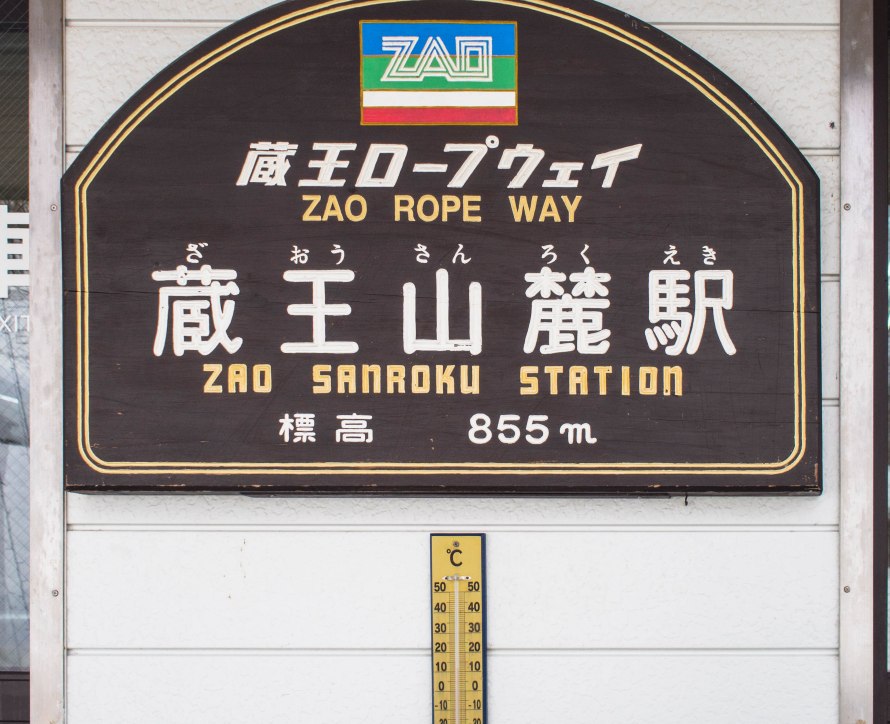 ZAO
蔵王ロープウェイ
ZAO ROPE WAY
ざ おう さん ろく えき
蔵王山麓駅
ZAO SANROKU STATION
標高 855m
℃
50 50
40 40
30 30
20 20
10 10
0 0
-10 -10